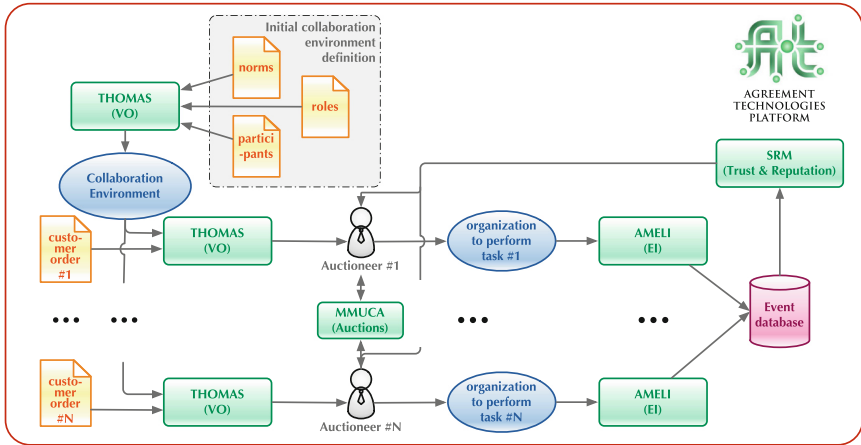 Initial collaboration
environment
definition
norms
roles
partici
-pants
THOMAS
(VO)
Collaboration
Environment
At
AGREEMENT
TECHNOLOGIES
PLATFORM
SRM
(Trust & Reputation)
custo-
mer
order
#1
THOMAS
(VO)
Auctioneer #1
organization
to perform
task #1
AMELI
(EI)
MMUCA
(Auctions)
Event
database
custo-
mer
order #N
THOMAS
(VO)
Auctioneer #N
organization
to perform
task #N
AMELI
(EI)